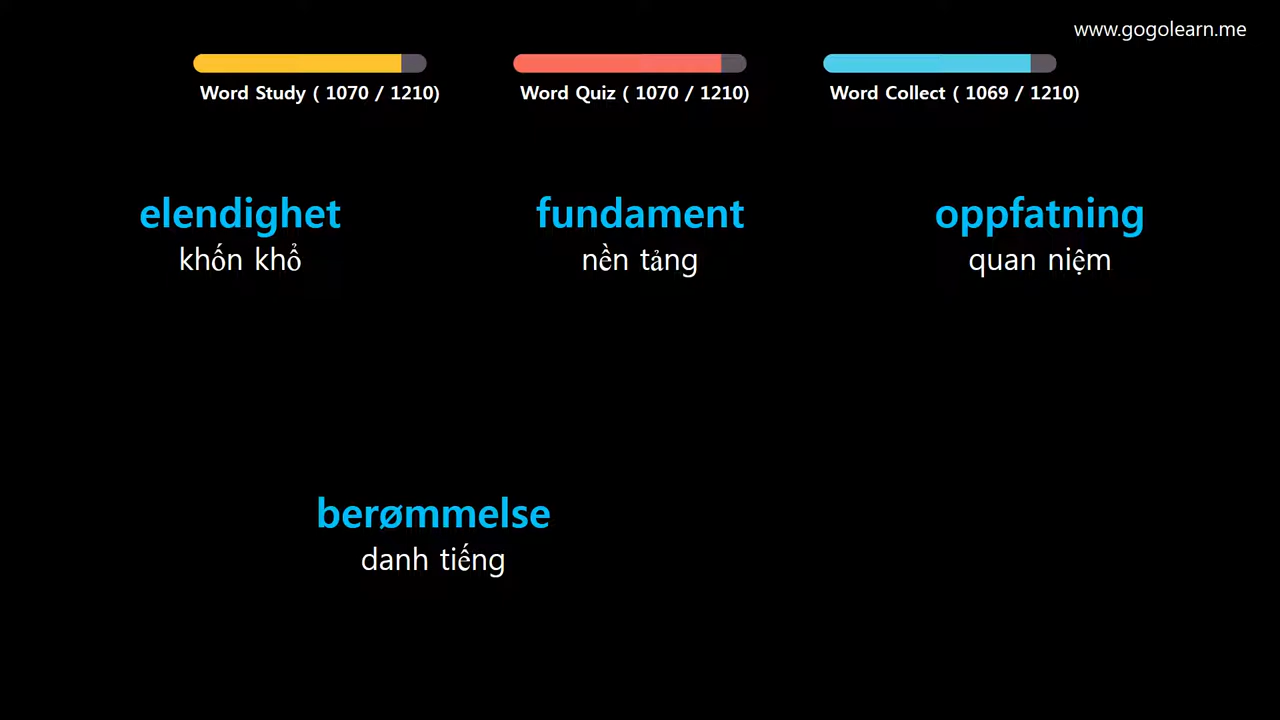 www.gogolearn.me
Word Study ( 1070 / 1210)
Word Quiz ( 1070 / 1210)
Word Collect ( 1069 / 1210)
elendighet
khốn khổ
fundament
nền tảng
oppfatning
quan niệm
berømmelse
danh tiếng